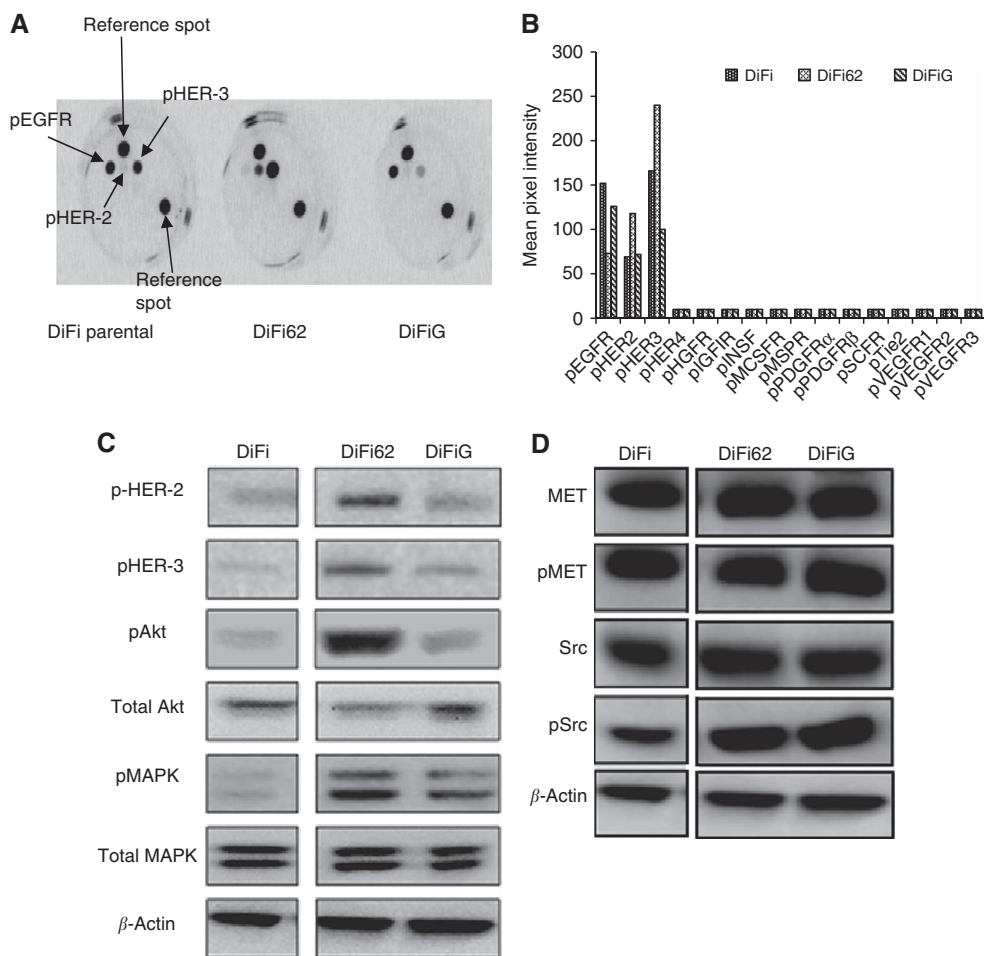 A
Reference spot
pHER-3
pEGFR
pHER-2
Reference
spot
DiFi parental
DiFi62
DiFiG
B
300
250
200
150
100
50
0
Mean pixel intensity
DiFi
DiFi62
DiFiG
pEGFR
pHER2
pHER3
pHER4
pHGFR
pIGFIR
pINSF
pMCSFR
pMSPR
pPDGFRα
pPDGFRβ
pSCFR
pTie2
pVEGFR1
pVEGFR2
pVEGFR3
C
DiFi DiFi62 DiFiG
p-HER-2
pHER-3
pAkt
Total Akt
pMAPK
Total MAPK
β-Actin
D
DiFi DiFi62 DiFiG
MET
pMET
Src
pSrc
β-Actin